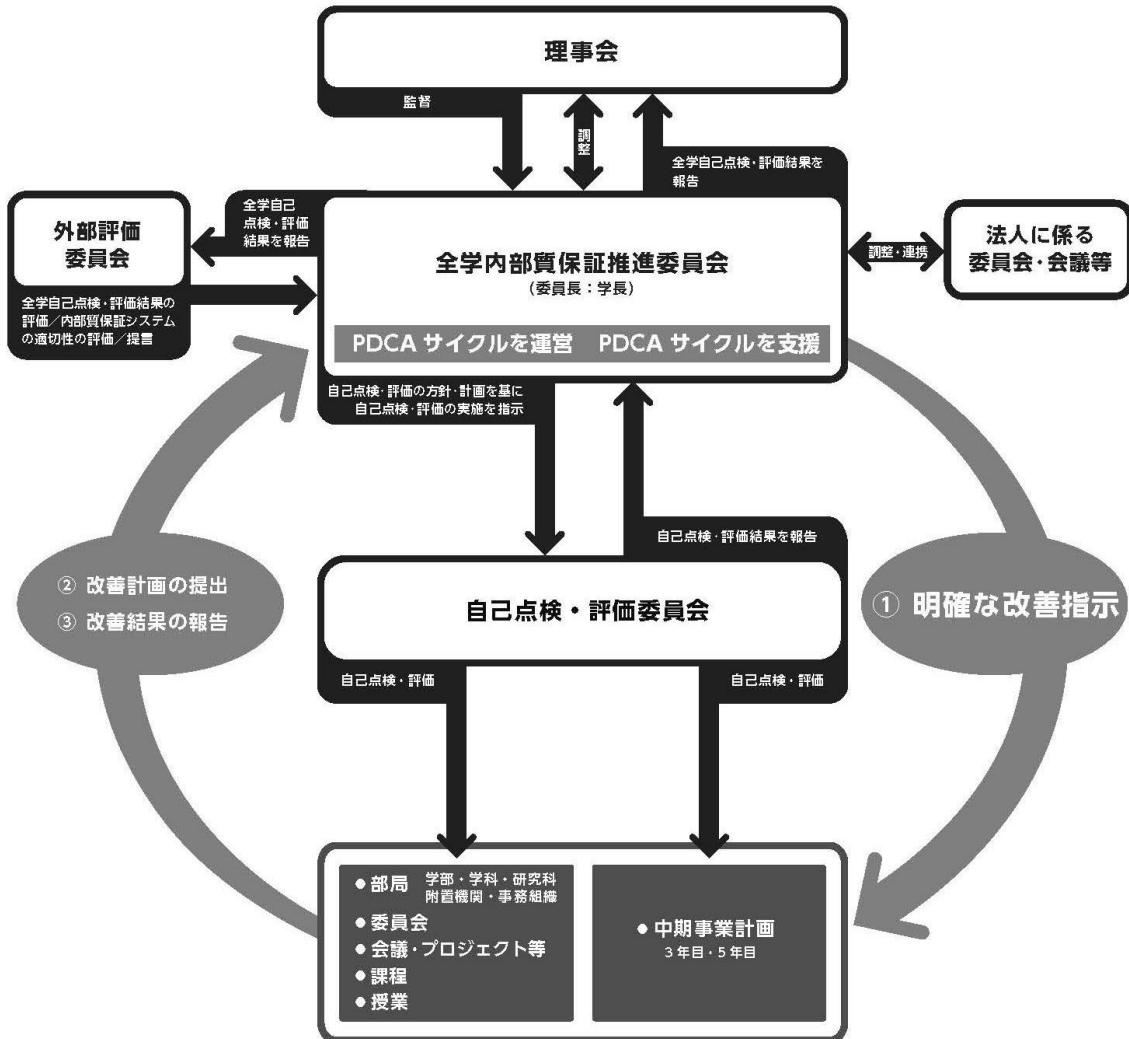 理事会
監督
調整
全学自己点検・評価結果を
報告
全学自己
点検・評価
結果を報告
外部評価
委員会
全学自己点検・評価結果の
評価／内部質保証システム
の適切性の評価／提言
全学内部質保証推進委員会
（委員長：学長）
PDCA サイクルを運営　PDCA サイクルを支援
調整・連携
法人に係る
委員会・会議等
自己点検・評価の方針・計画を基に
自己点検・評価の実施を指示
自己点検・評価結果を報告
② 改善計画の提出
③ 改善結果の報告
① 明確な改善指示
自己点検・評価委員会
自己点検・評価
自己点検・評価
● 部局　学部・学科・研究科
附置機関・事務組織
● 委員会
● 会議・プロジェクト等
● 課程
● 授業
● 中期事業計画
３年目・５年目